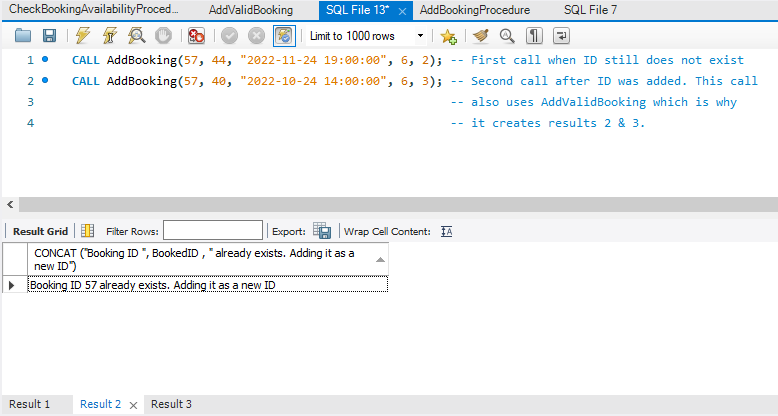 CheckBookingAvailabilityProced... AddValidBooking SQL File 13* AddBookingProcedure SQL File 7
Limit to 1000 rows
1 CALL AddBooking(57, 44, "2022-11-24 19:00:00", 6, 2); -- First call when ID still does not exist
2 CALL AddBooking(57, 40, "2022-10-24 14:00:00", 6, 3); -- Second call after ID was added. This call
3 -- also uses AddValidBooking which is why
4 -- it creates results 2 & 3.
Result Grid Filter Rows: Export: Wrap Cell Content: IA
CONCAT ("Booking ID ", BookedID , " already exists. Adding it as a
new ID")
Booking ID 57 already exists. Adding it as a new ID
Result 1 Result 2 Result 3